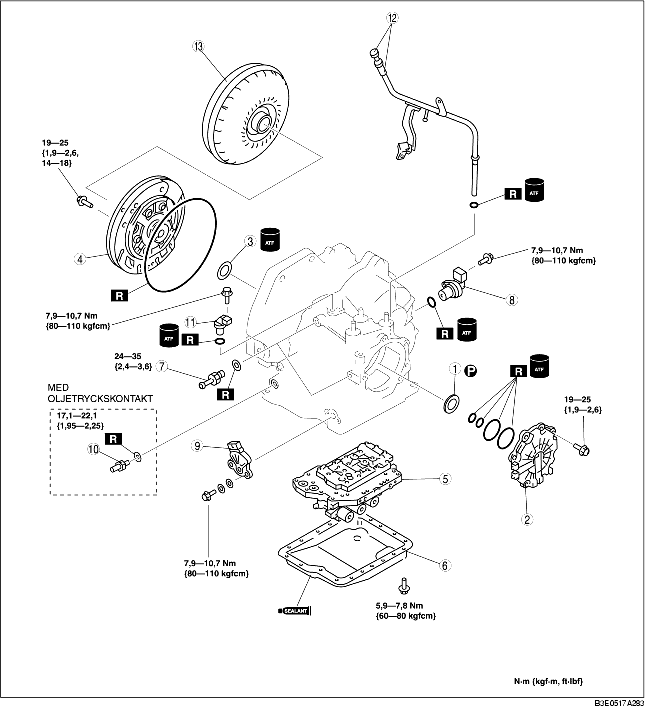 13
12
19—25
{1,9—2,6,
14—18}
R
ATF
3
ATF
4
7,9—10,7 Nm
{80—110 kgfcm}
8
R
7,9—10,7 Nm
{80—110 kgfcm}
11
ATF
R
R
ATF
24—35
{2,4—3,6}
7
1
P
R
ATF
R
MED
OLJETRYCKSKONTAKT
17,1—22,1
{1,95—2,25}
19—25
{1,9—2,6}
R
10
9
5
2
7,9—10,7 Nm
{80—110 kgfcm}
6
SEALANT
5,9—7,8 Nm
{60—80 kgfcm}
N·m {kgf·m, ft·lbf}
B3E0517A283